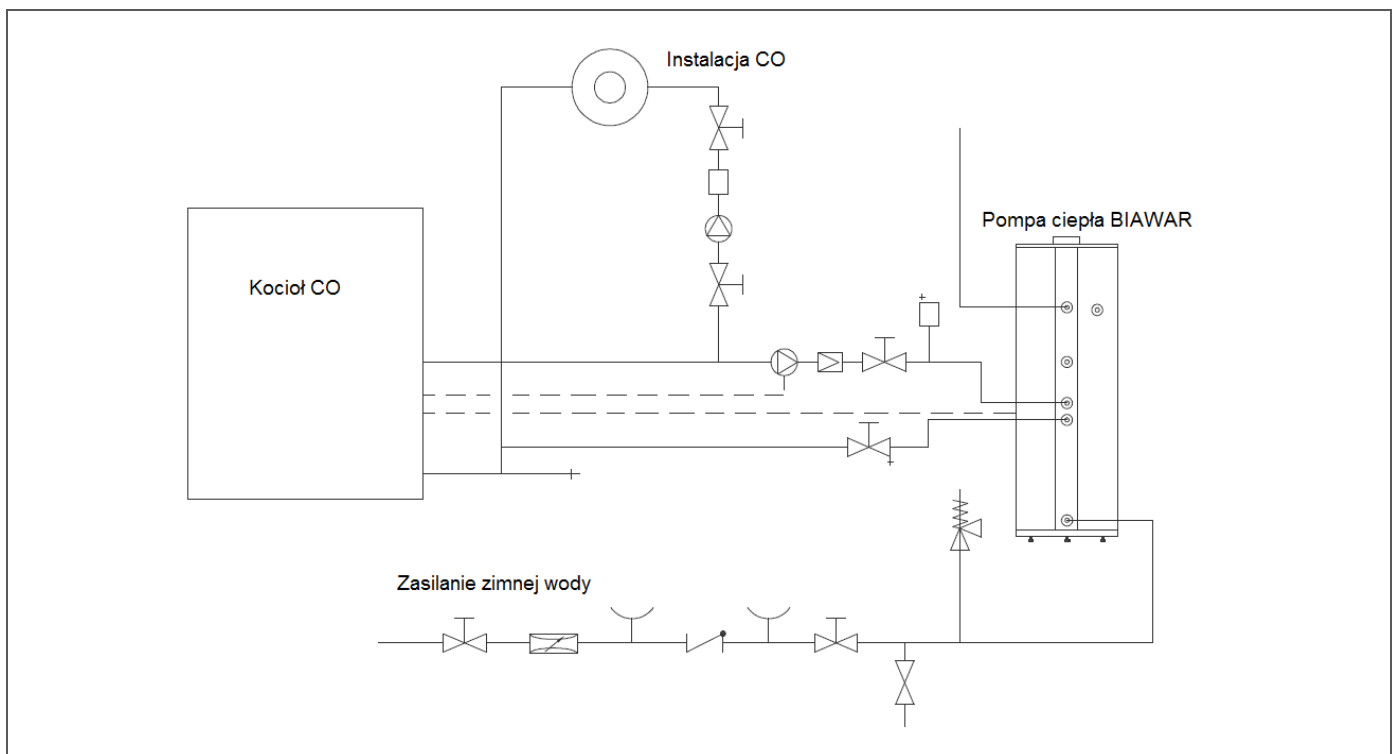 Instalacja CO
Pompa ciepła BIAWAR
Kocioł CO
Zasilanie zimnej wody